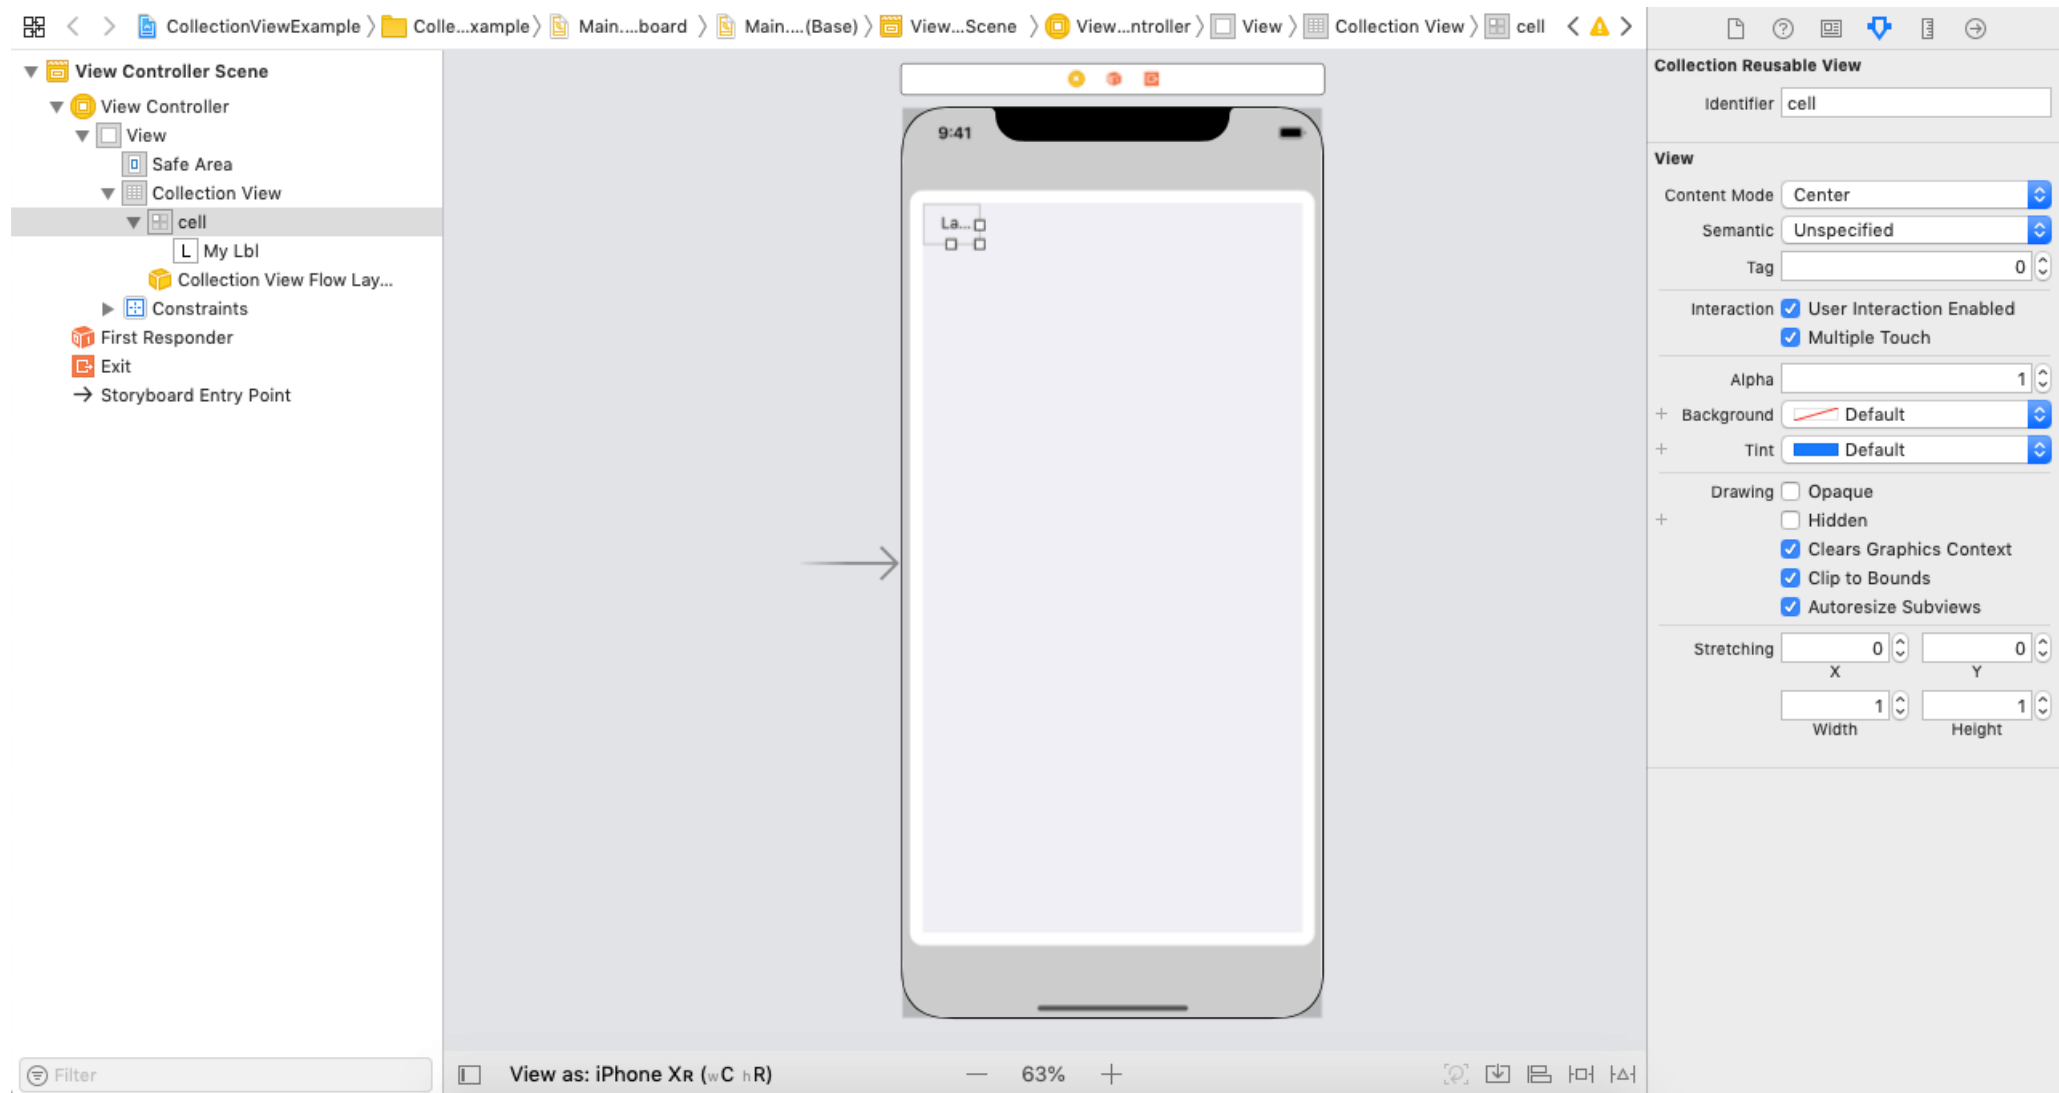 CollectionViewExample Colle...xample Main....board Main....(Base) View...Scene View...ntroller View Collection View cell
View Controller Scene
View Controller
View
Safe Area
Collection View
cell
L My Lbl
Collection View Flow Lay...
Constraints
First Responder
Exit
Storyboard Entry Point
Filter
9:41
La...
View as: iPhone XR (wC hR)
63%
Collection Reusable View
Identifier cell
View
Content Mode Center
Semantic Unspecified
Tag 0
Interaction User Interaction Enabled
Multiple Touch
Alpha 1
Background Default
Tint Default
Drawing Opaque
Hidden
Clears Graphics Context
Clip to Bounds
Autoresize Subviews
Stretching 0 0
X Y
1 1
Width Height